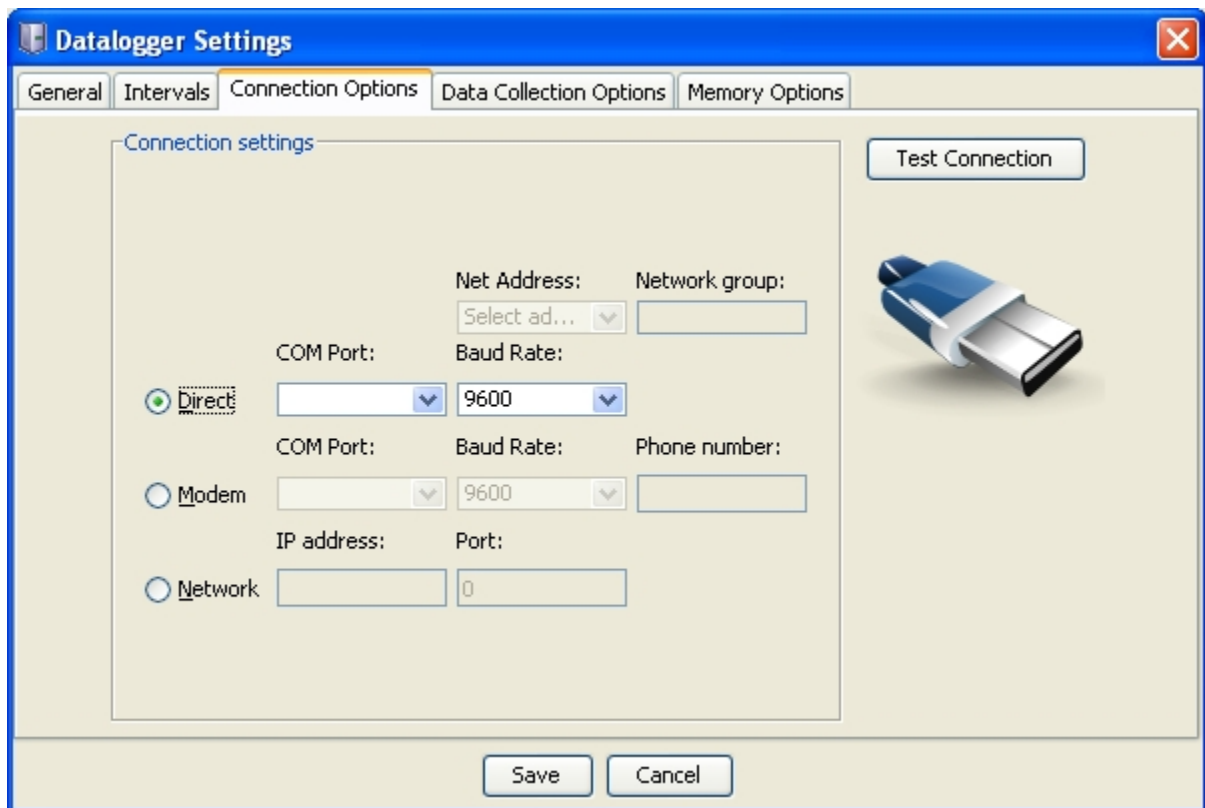 Datalogger Settings
General Intervals Connection Options Data Collection Options Memory Options
Connection settings
Test Connection
Net Address: Network group:
Select ad...
COM Port: Baud Rate:
Direct 9600
COM Port: Baud Rate: Phone number:
Modem 9600
IP address: Port:
Network 0
Save Cancel